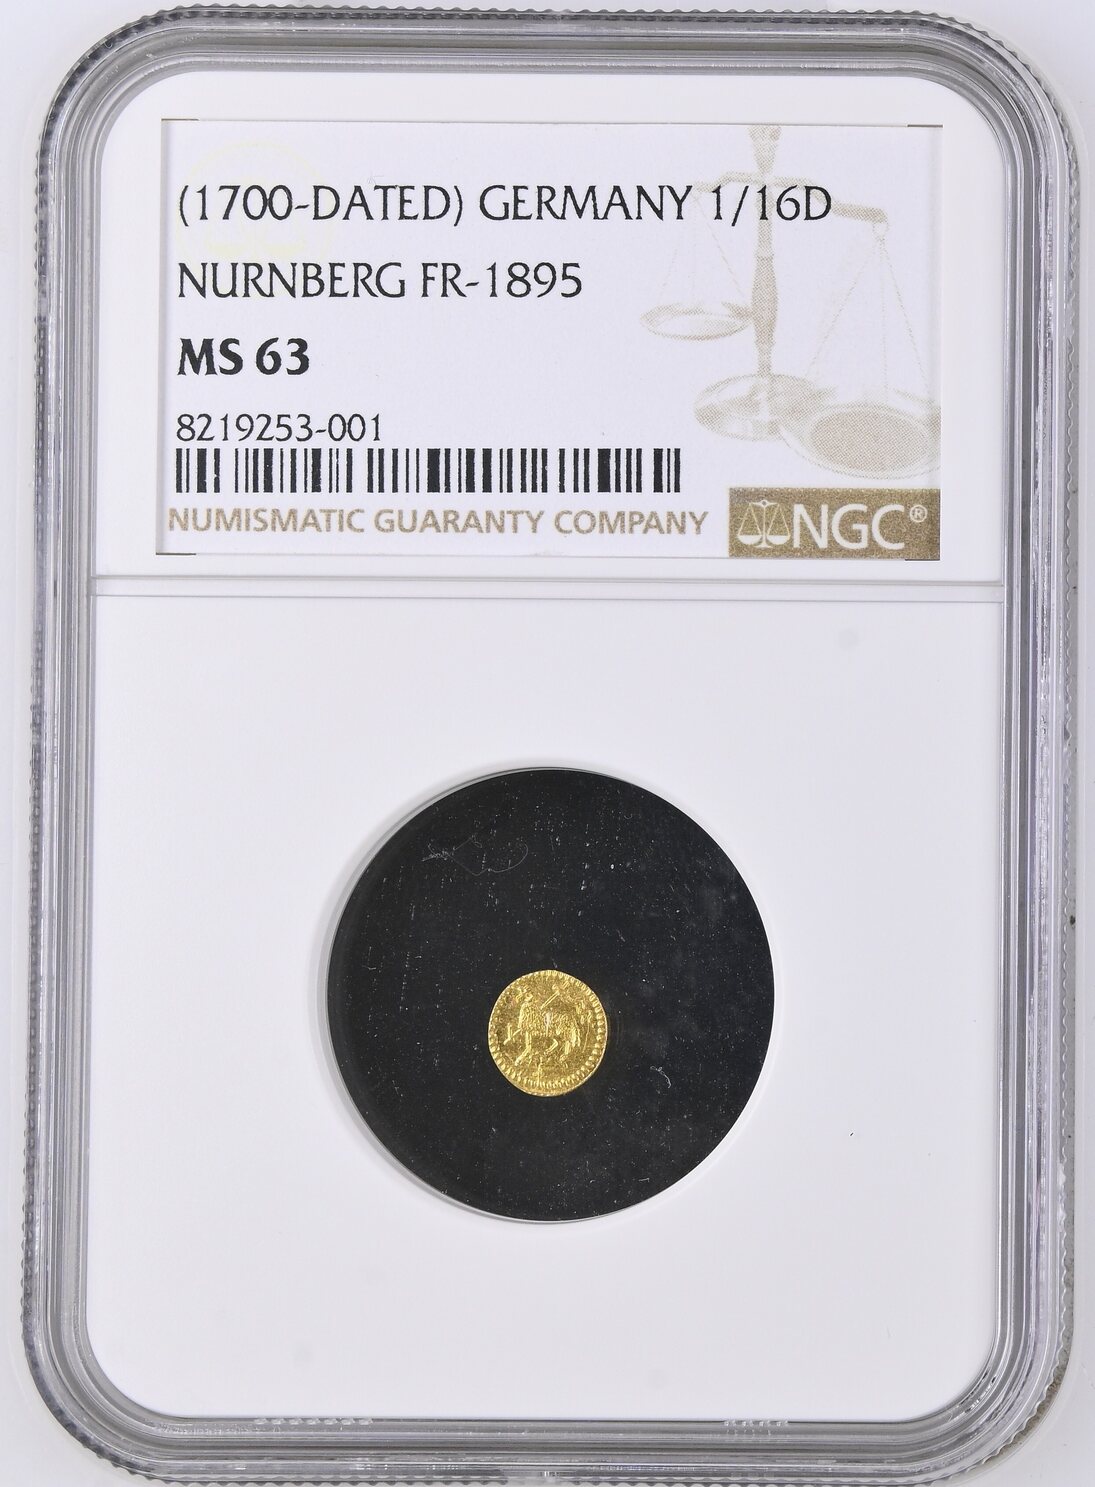 (1700-DATED) GERMANY 1/16D
NURNBERG FR-1895
MS 63
8219253-001
NUMISMATIC GUARANTY COMPANY
NGC®